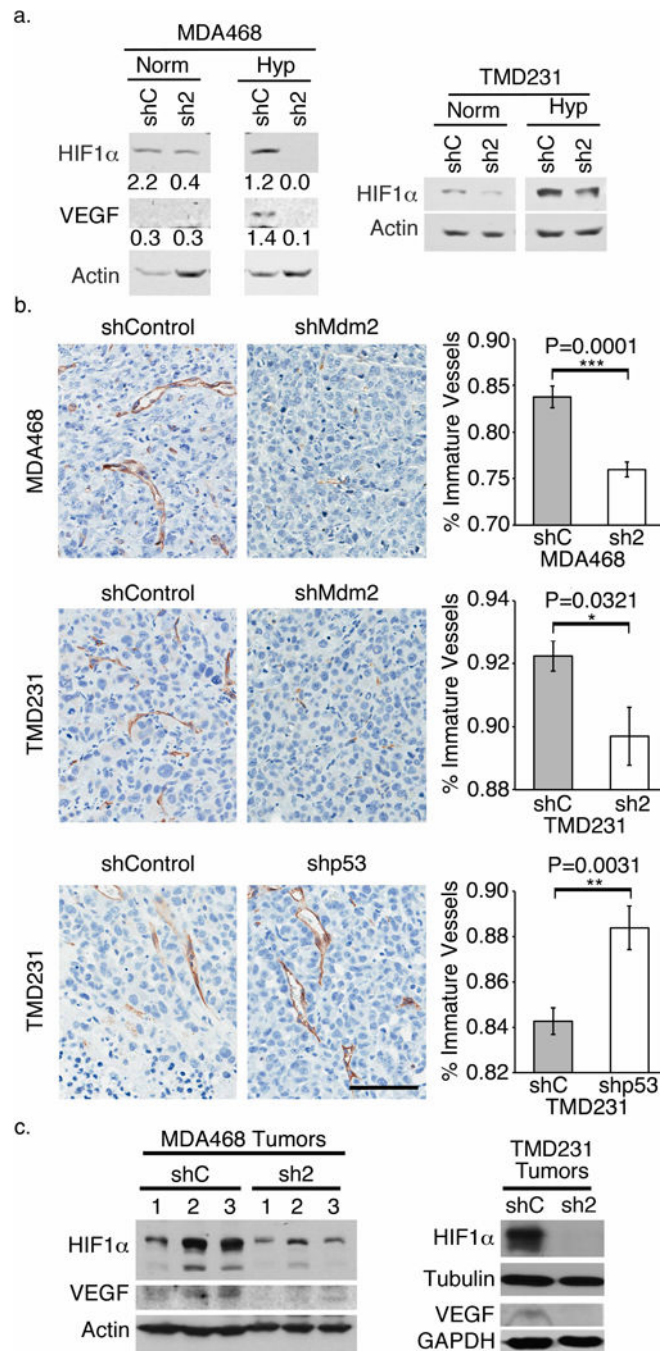 a.
MDA468
Norm Hyp
shC sh2 shC sh2
HIF1α
2.2 0.4 1.2 0.0
VEGF
0.3 0.3 1.4 0.1
Actin
TMD231
Norm Hyp
shC sh2 shC sh2
HIF1α
Actin
b.
shControl shMdm2
MDA468
% Immature Vessels
0.90
0.85
0.80
0.75
0.70
P=0.0001
***
shC sh2
MDA468
shControl shMdm2
TMD231
% Immature Vessels
0.94
0.92
0.90
0.88
P=0.0321
*
shC sh2
TMD231
shControl shp53
TMD231
% Immature Vessels
0.90
0.88
0.86
0.84
0.82
P=0.0031
**
shC shp53
TMD231
c.
MDA468 Tumors
shC sh2
1 2 3 1 2 3
HIF1α
VEGF
Actin
TMD231
Tumors
shC sh2
HIF1α
Tubulin
VEGF
GAPDH